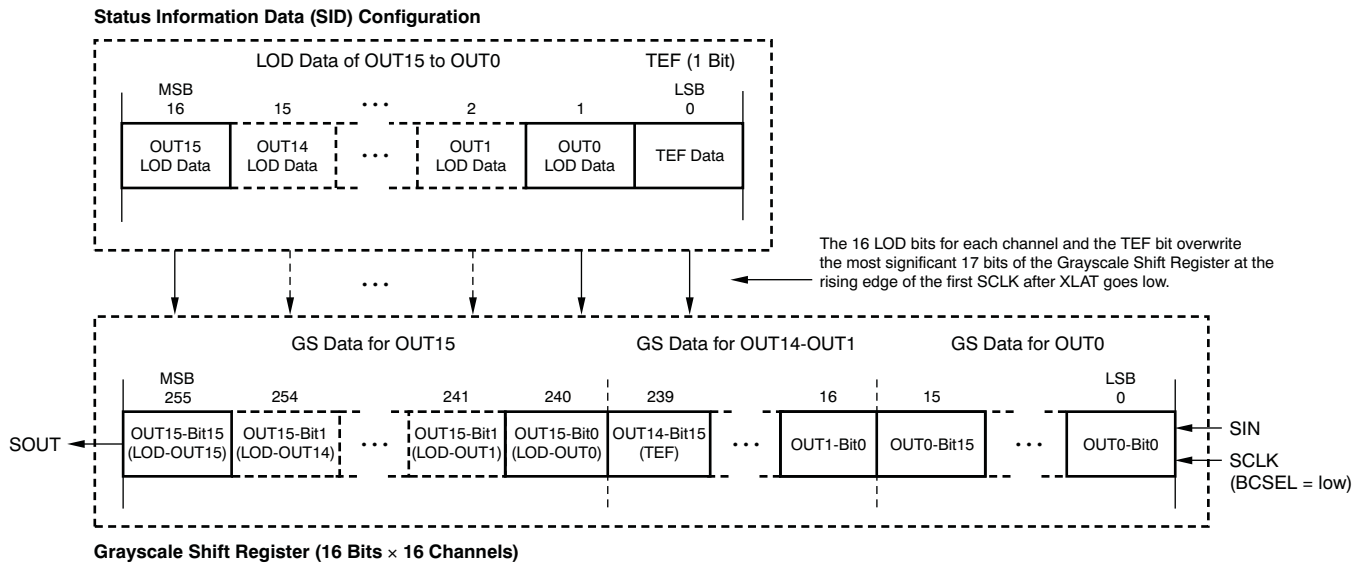 Status Information Data (SID) Configuration
LOD Data of OUT15 to OUT0
TEF (1 Bit)
MSB
LSB
16
15
• • •
2
1
0
OUT15
LOD Data
OUT14
LOD Data
• • •
OUT1
LOD Data
OUT0
LOD Data
TEF Data
• • •
The 16 LOD bits for each channel and the TEF bit overwrite
the most significant 17 bits of the Grayscale Shift Register at the
rising edge of the first SCLK after XLAT goes low.
GS Data for OUT15
GS Data for OUT14-OUT1
GS Data for OUT0
MSB
LSB
255
254
241
240
239
16
15
0
SOUT
OUT15-Bit15
(LOD-OUT15)
OUT15-Bit1
(LOD-OUT14)
• • •
OUT15-Bit1
(LOD-OUT1)
OUT15-Bit0
(LOD-OUT0)
OUT14-Bit15
(TEF)
• • •
OUT1-Bit0
OUT0-Bit15
• • •
OUT0-Bit0
SIN
SCLK
(BCSEL = low)
Grayscale Shift Register (16 Bits × 16 Channels)